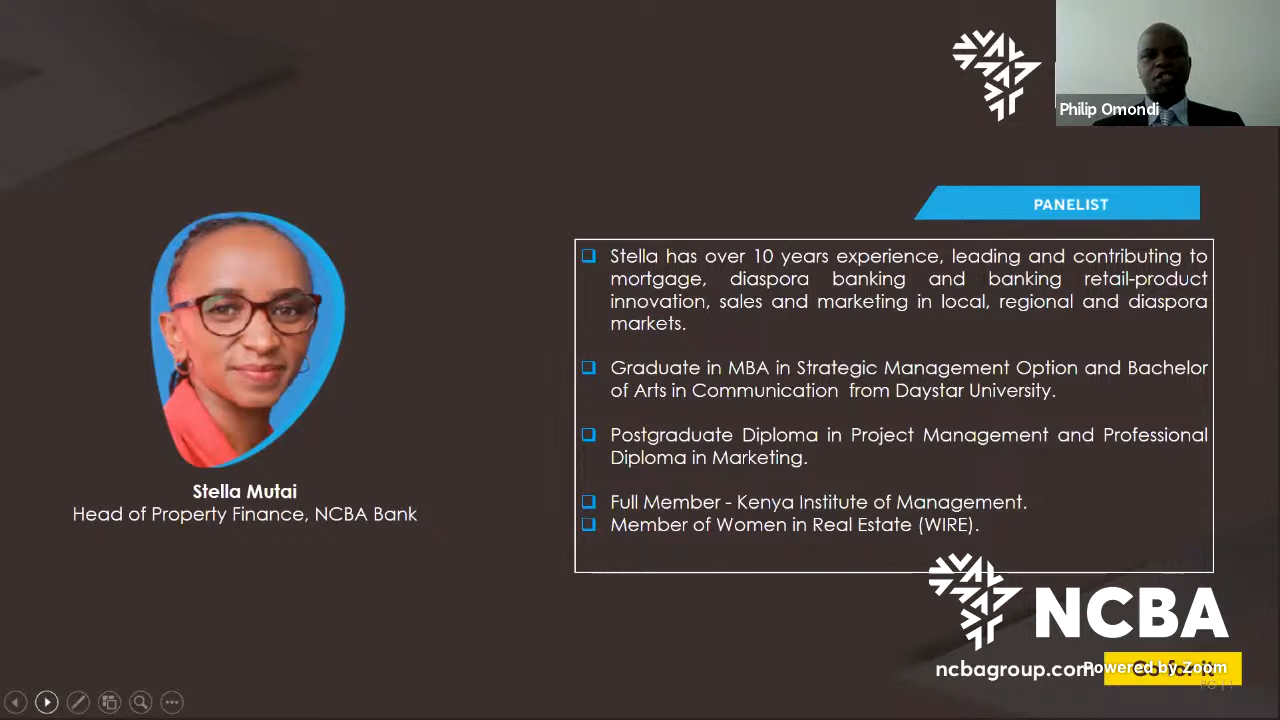 Philip Omondi
PANELIST
Stella has over 10 years experience, leading and contributing to
mortgage, diaspora banking and banking retail-product
innovation, sales and marketing in local, regional and diaspora
markets.
Graduate in MBA in Strategic Management Option and Bachelor
of Arts in Communication from Daystar University.
Postgraduate Diploma in Project Management and Professional
Diploma in Marketing.
Full Member - Kenya Institute of Management.
Member of Women in Real Estate (WIRE).
Stella Mutai
Head of Property Finance, NCBA Bank
NCBA
ncbagroup.com
Go for it
Powered by Zoom